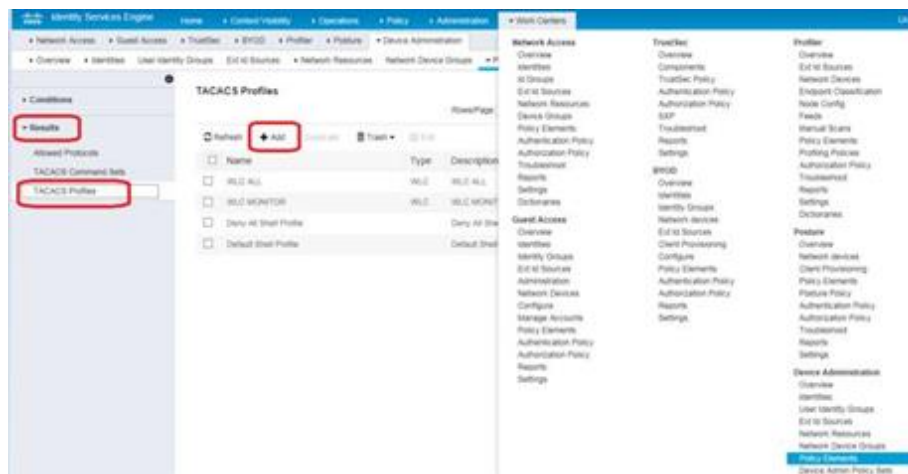 Identity Services Engine
Home
Context Visibility
Operations
Policy
Administration
Work Centers
Network Access
Guest Access
TrustSec
BYOD
Profiler
Posture
Device Administration
Overview
Identities
User Identity Groups
Ext Id Sources
Network Resources
Network Device Groups
Conditions
Results
Allowed Protocols
TACACS Command Sets
TACACS Profiles
TACACS Profiles
Rows/Page
Refresh
Add
Duplicate
Trash
Edit
Name
Type
Description
WLC ALL
WLC
WLC ALL
WLC MONITOR
WLC
Deny All Shell Profile
Default Shell Profile
Network Access
Overview
Identities
Id Groups
Ext Id Sources
Network Resources
Device Groups
Policy Elements
Authentication Policy
Authorization Policy
Troubleshoot
Reports
Settings
Dictionaries
Guest Access
Overview
Identities
Identity Groups
Ext Id Sources
Administration
Network Devices
Configure
Manage Accounts
Policy Elements
Authentication Policy
Authorization Policy
Reports
Settings
TrustSec
Overview
Components
TrustSec Policy
Authentication Policy
Authorization Policy
SXP
Troubleshoot
Reports
Settings
BYOD
Overview
Identities
Identity Groups
Network devices
Ext Id Sources
Client Provisioning
Configure
Policy Elements
Authentication Policy
Authorization Policy
Reports
Settings
Profiler
Overview
Ext Id Sources
Network Devices
Endpoint Classification
Node Config
Feeds
Manual Scans
Policy Elements
Profiling Policies
Authorization Policy
Troubleshoot
Reports
Settings
Dictionaries
Posture
Overview
Network devices
Client Provisioning
Policy Elements
Posture Policy
Authentication Policy
Authorization Policy
Troubleshoot
Reports
Settings
Device Administration
Overview
Identities
User Identity Groups
Ext Id Sources
Network Resources
Network Device Groups
Policy Elements
Device Admin Policy Sets